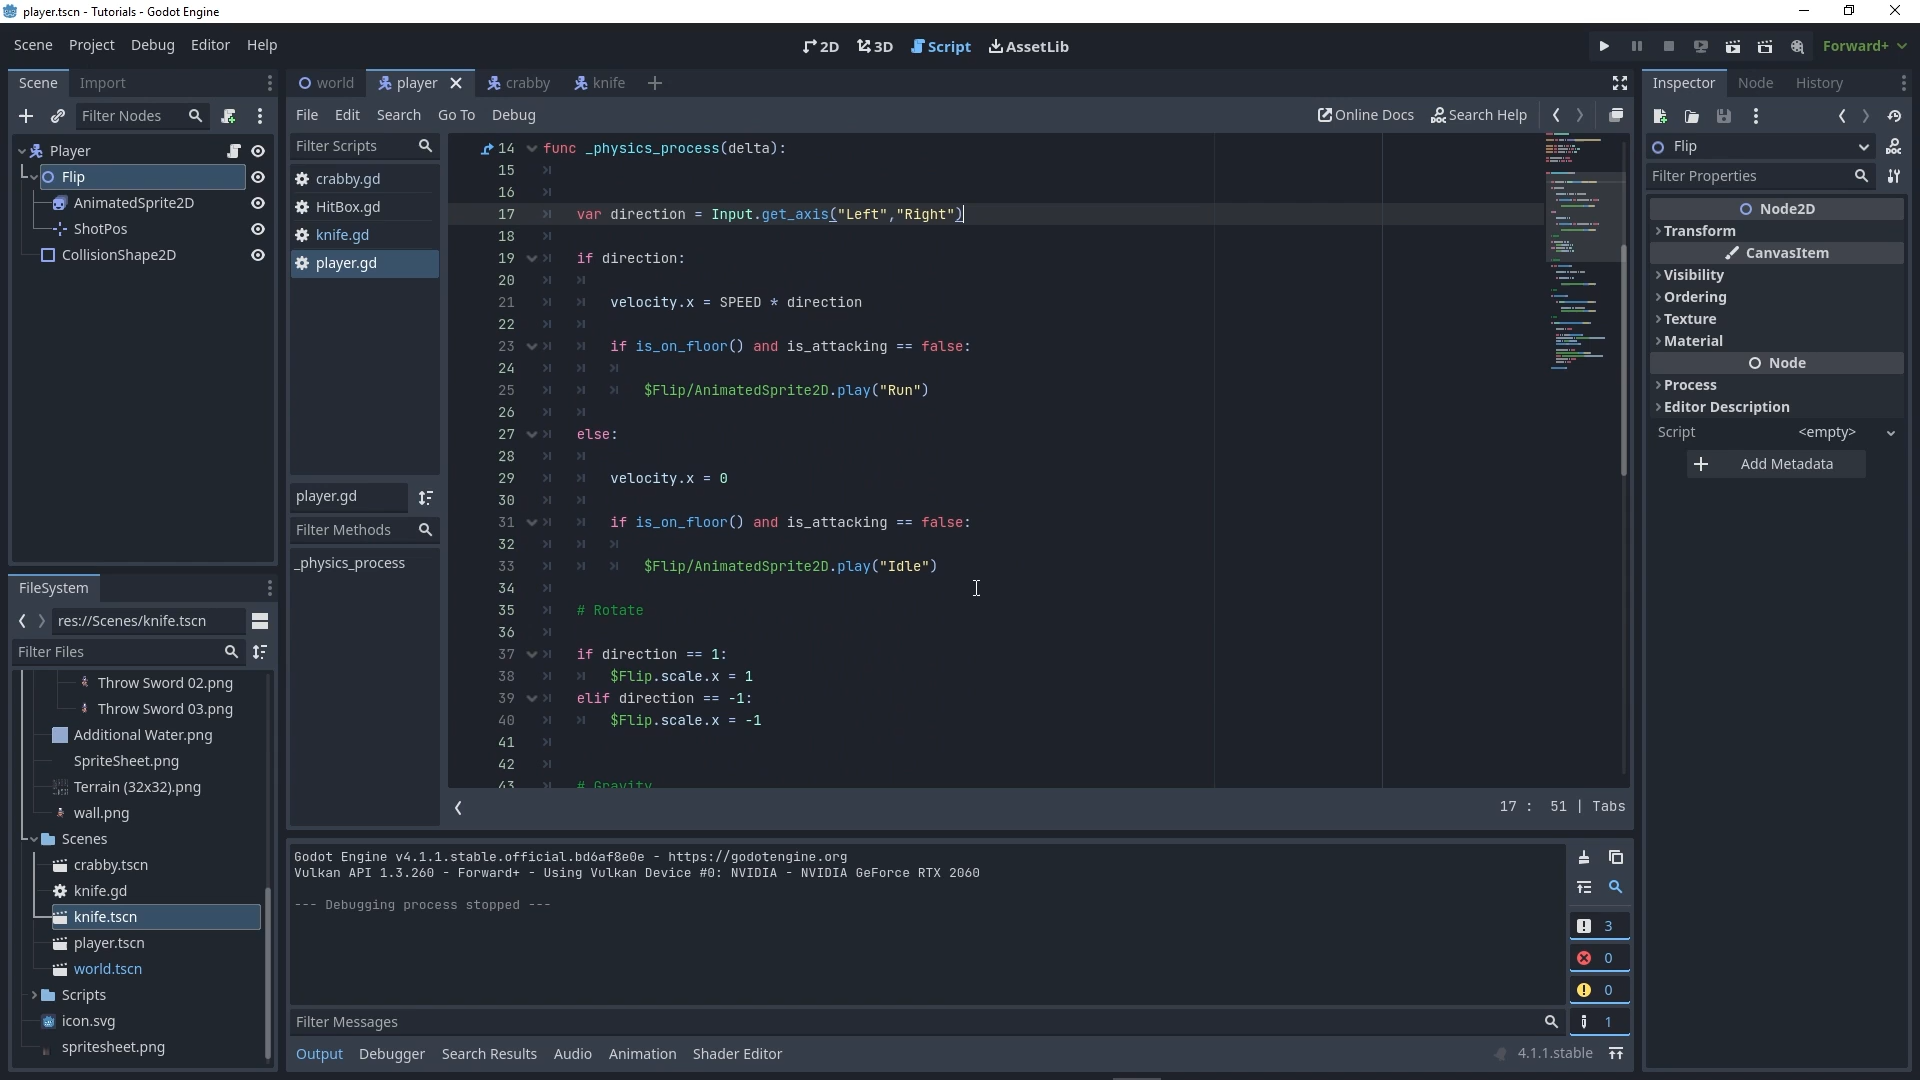 player.tscn - Tutorials - Godot Engine
Scene Project Debug Editor Help
2D 3D Script AssetLib
Forward+
Scene Import
Filter Nodes
Player
Flip
AnimatedSprite2D
ShotPos
CollisionShape2D
FileSystem
res://Scenes/knife.tscn
Filter Files
Throw Sword 02.png
Throw Sword 03.png
Additional Water.png
SpriteSheet.png
Terrain (32x32).png
wall.png
Scenes
crabby.tscn
knife.gd
knife.tscn
player.tscn
world.tscn
Scripts
icon.svg
spritesheet.png
world player crabby knife
File Edit Search Go To Debug
Online Docs Search Help
Filter Scripts
crabby.gd
HitBox.gd
knife.gd
player.gd
player.gd
Filter Methods
_physics_process
14 func _physics_process(delta):
15
16
17 var direction = Input.get_axis("Left","Right")
18
19 if direction:
20
21 velocity.x = SPEED * direction
22
23 if is_on_floor() and is_attacking == false:
24
25 $Flip/AnimatedSprite2D.play("Run")
26
27 else:
28
29 velocity.x = 0
30
31 if is_on_floor() and is_attacking == false:
32
33 $Flip/AnimatedSprite2D.play("Idle")
34
35 # Rotate
36
37 if direction == 1:
38 $Flip.scale.x = 1
39 elif direction == -1:
40 $Flip.scale.x = -1
41
42
43 # Gravity
17 : 51 | Tabs
Godot Engine v4.1.1.stable.official.bd6af8e0e - https://godotengine.org
Vulkan API 1.3.260 - Forward+ - Using Vulkan Device #0: NVIDIA - NVIDIA GeForce RTX 2060
--- Debugging process stopped ---
3
0
0
1
Filter Messages
Output Debugger Search Results Audio Animation Shader Editor
4.1.1.stable
Inspector Node History
Flip
Filter Properties
Node2D
Transform
CanvasItem
Visibility
Ordering
Texture
Material
Node
Process
Editor Description
Script <empty>
Add Metadata